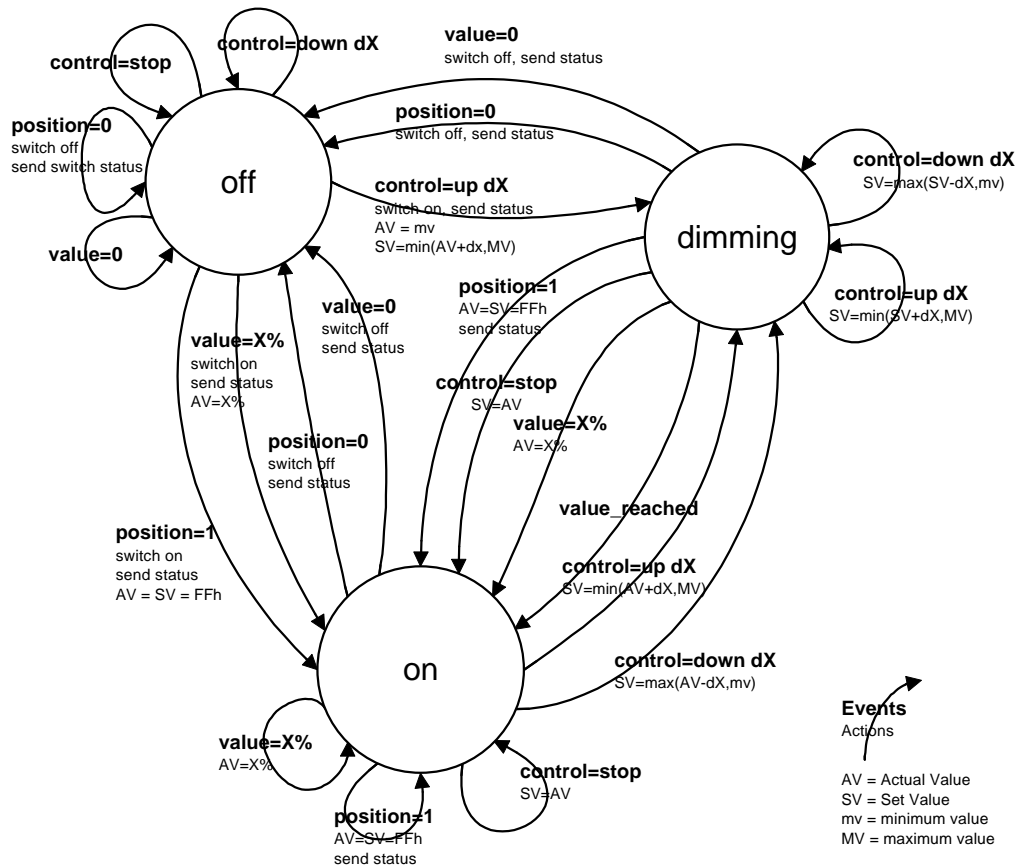 control=down dX
control=stop
position=0
switch off
send switch status
value=0
off
value=0
switch off, send status
position=0
switch off, send status
control=up dX
switch on, send status
AV = mv
SV=min(AV+dx,MV)
dimming
control=down dX
SV=max(SV-dX,mv)
control=up dX
SV=min(SV+dX,MV)
value=X%
switch on
send status
AV=X%
value=0
switch off
send status
position=0
switch off
send status
position=1
switch on
send status
AV = SV = FFh
position=1
AV=SV=FFh
send status
control=stop
SV=AV
value=X%
AV=X%
value_reached
control=up dX
SV=min(AV+dX,MV)
control=down dX
SV=max(AV-dX,mv)
on
value=X%
AV=X%
position=1
AV=SV=FFh
send status
control=stop
SV=AV
Events
Actions
AV = Actual Value
SV = Set Value
mv = minimum value
MV = maximum value